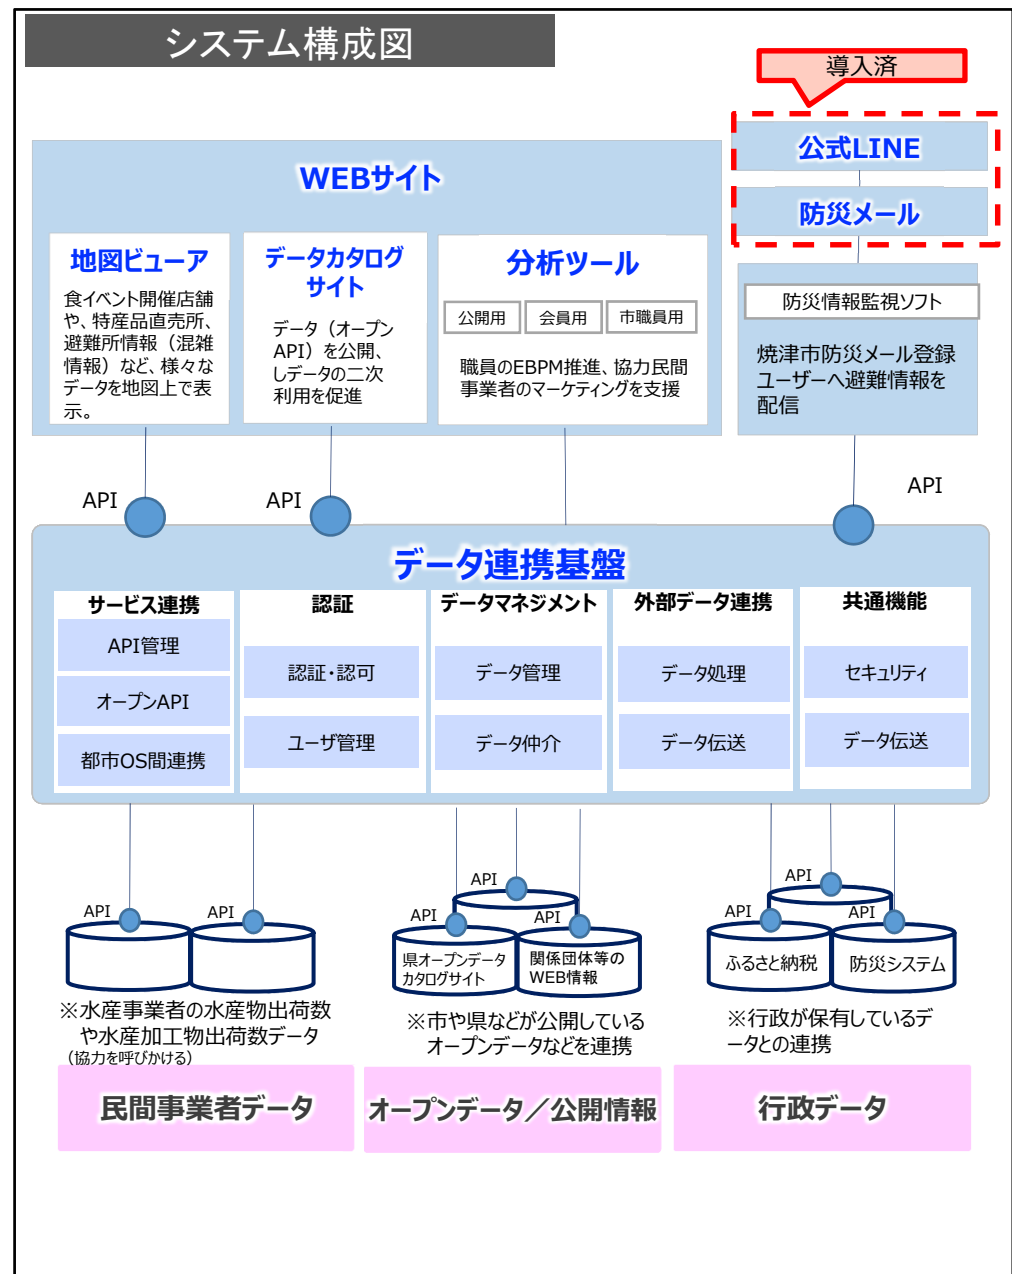 システム構成図
導入済
公式LINE
防災メール
WEBサイト
地図ビューア
食イベント開催店舗
や、特産品直売所、
避難所情報（混雑
情報）など、様々な
データを地図上で表
示。
データカタログ
サイト
データ（オープン
API）を公開、
しデータの二次
利用を促進
分析ツール
公開用
会員用
市職員用
職員のEBPM推進、協力民間
事業者のマーケティングを支援
防災情報監視ソフト
焼津市防災メール登録
ユーザーへ避難情報を
配信
API
API
API
データ連携基盤
サービス連携
API管理
オープンAPI
都市OS間連携
認証
認証・認可
ユーザ管理
データマネジメント
データ管理
データ仲介
外部データ連携
データ処理
データ伝送
共通機能
セキュリティ
データ伝送
API
API
※水産事業者の水産物出荷数
や水産加工物出荷数データ
（協力を呼びかける）
民間事業者データ
API
API
API
県オープンデータ
カタログサイト
関係団体等の
WEB情報
※市や県などが公開している
オープンデータなどを連携
オープンデータ／公開情報
API
API
API
ふるさと納税
防災システム
※行政が保有しているデ
ータとの連携
行政データ